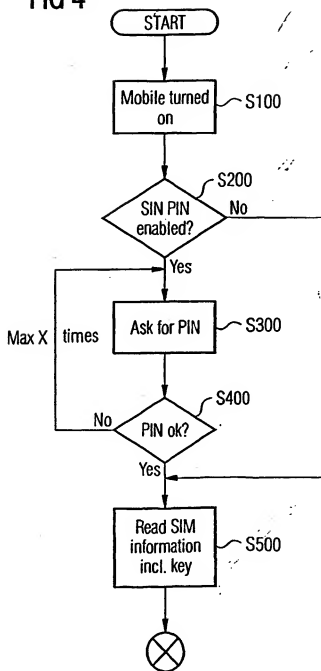 FIG 4
START
Mobile turned
on
S100
S200
SIN PIN
enabled?
No
Yes
Max X times
Ask for PIN
S300
S400
No
PIN ok?
Yes
Read SIM
information
incl. key
S500